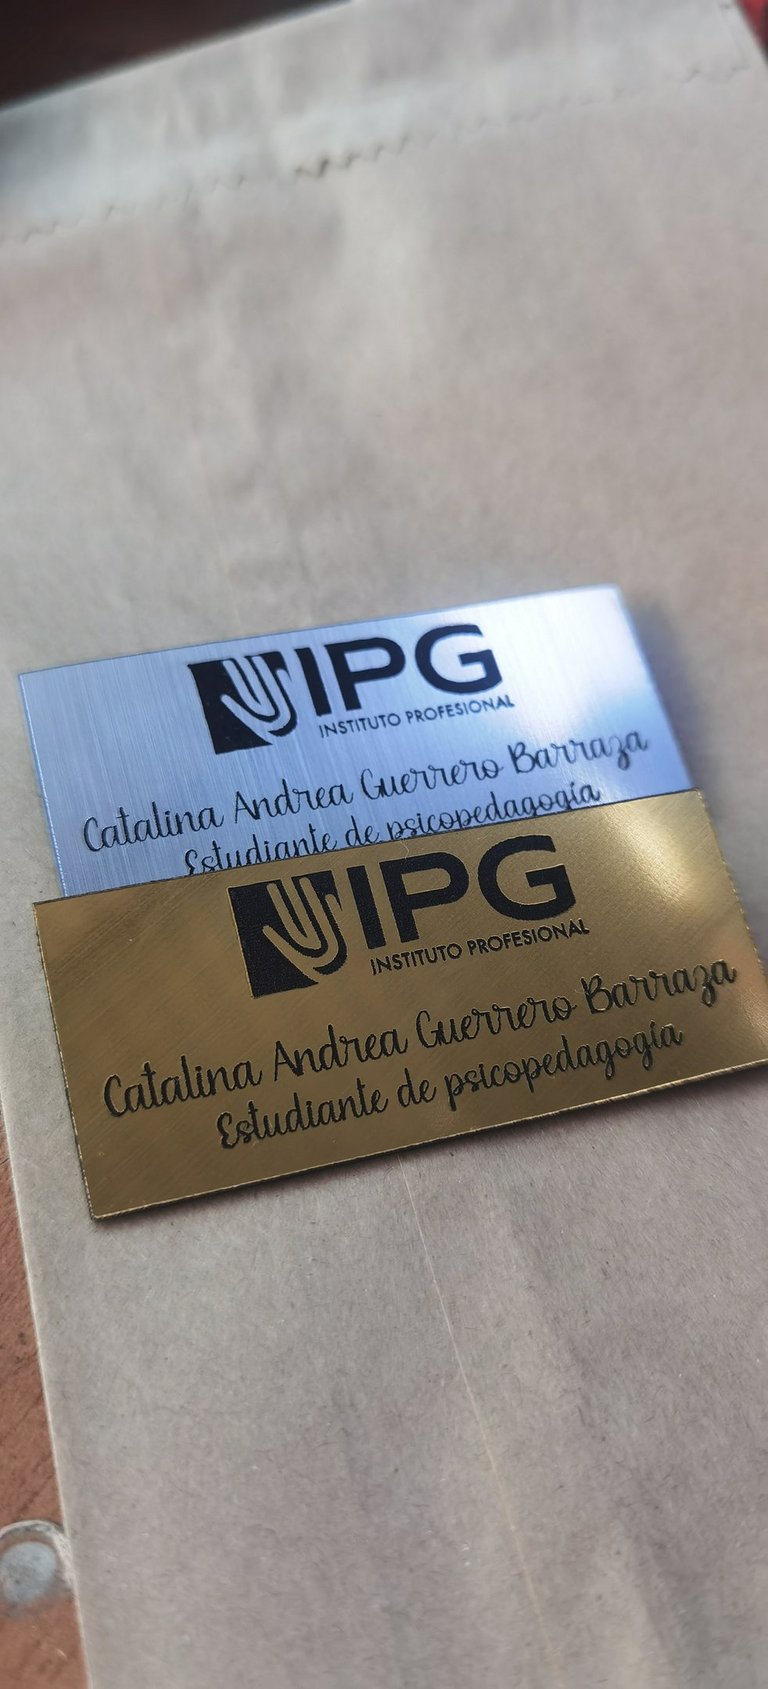 IPG
INSTITUTO PROFESIONAL
Catalina Andrea Guerrero Barraza
Estudiante de psicopedagogía
IPG
INSTITUTO PROFESIONAL
Catalina Andrea Guerrero Barraza
Estudiante de psicopedagogía